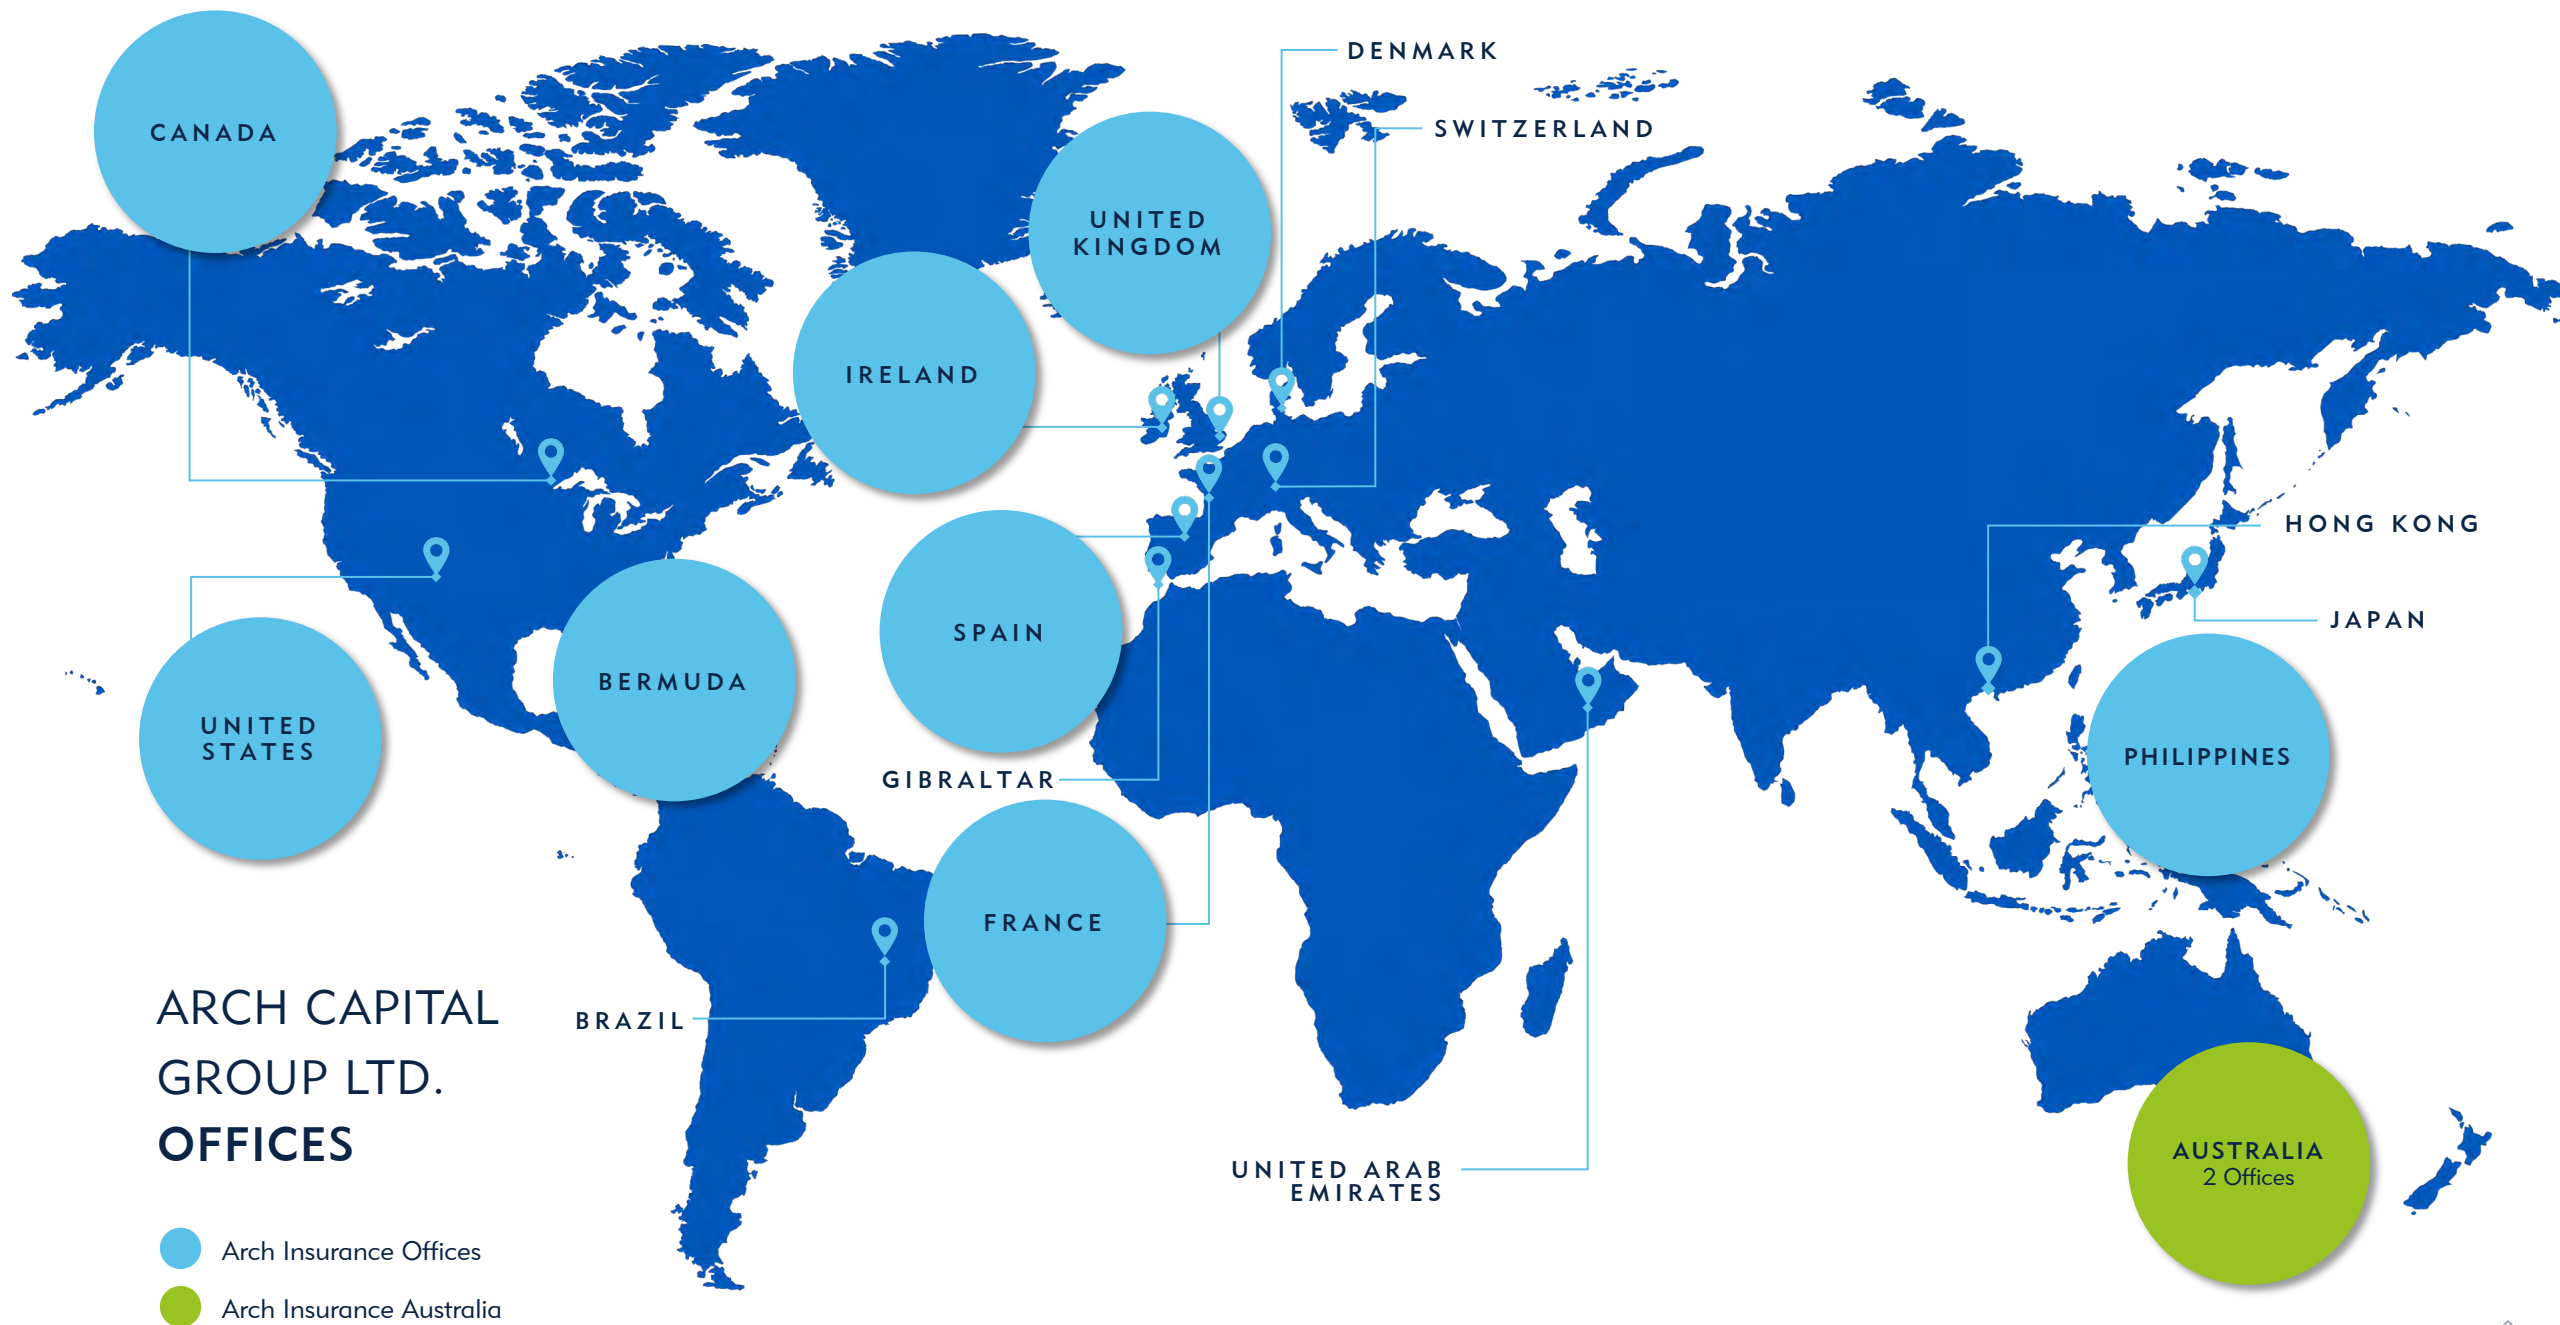 DENMARK
CANADA
SWITZERLAND
UNITED
KINGDOM
IRELAND
HONG KONG
JAPAN
SPAIN
BERMUDA
UNITED
STATES
PHILIPPINES
GIBRALTAR
FRANCE
BRAZIL
ARCH CAPITAL
GROUP LTD.
OFFICES
UNITED ARAB
EMIRATES
AUSTRALIA
2 Offices
Arch Insurance Offices
Arch Insurance Australia